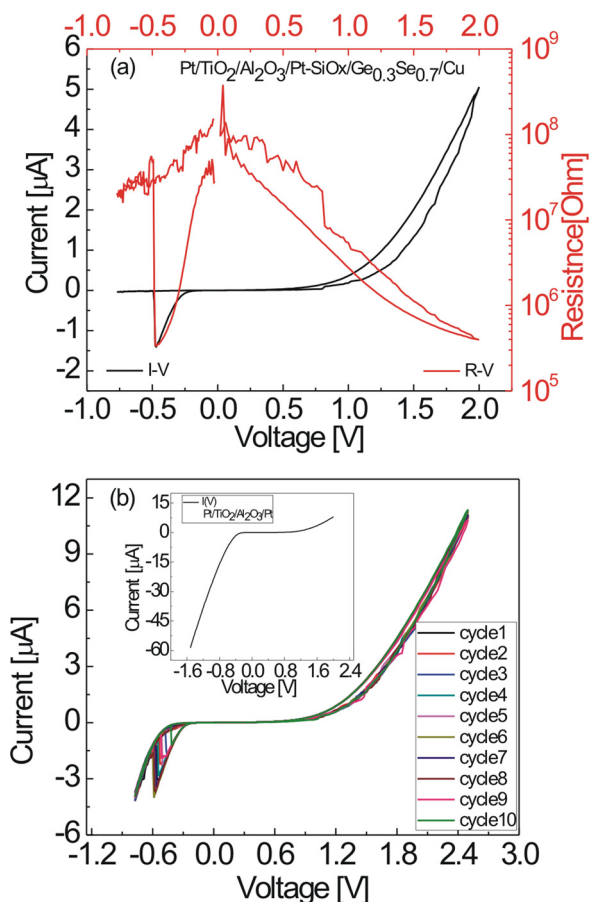 -1.0 -0.5 0.0 0.5 1.0 1.5 2.0
(a) Pt/TiO2/Al2O3/Pt-SiOx/Ge0.3Se0.7/Cu
6
5
4
3
2
1
0
-1
-2
Current [µA]
10^9
10^8
10^7
10^6
10^5
Resistnce[Ohm]
I-V
R-V
-1.0 -0.5 0.0 0.5 1.0 1.5 2.0
Voltage [V]
(b)
12
9
6
3
0
-3
-6
Current [µA]
I(V)
Pt/TiO2/Al2O3/Pt
15
0
-15
-30
-45
-60
Current [µA]
-1.6 -0.8 0.0 0.8 1.6 2.4
Voltage [V]
cycle1
cycle2
cycle3
cycle4
cycle5
cycle6
cycle7
cycle8
cycle9
cycle10
-1.2 -0.6 0.0 0.6 1.2 1.8 2.4 3.0
Voltage [V]